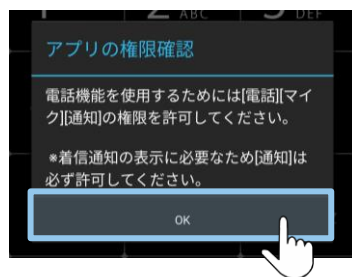 ABC
DEF
アプリの権限確認
電話機能を使用するためには[電話][マイ
ク][通知]の権限を許可してください。
※着信通知の表示に必要なため[通知]は
必ず許可してください。
OK